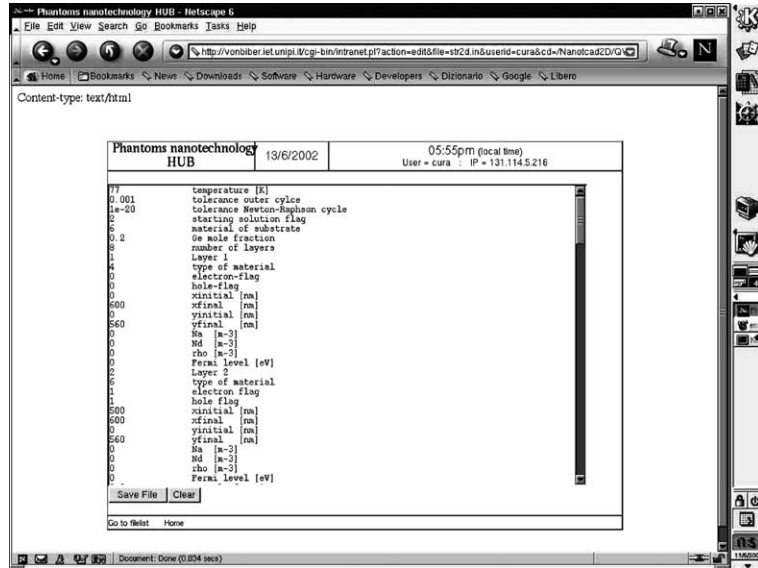 Phantoms nanotechnology HUB - Netscape 6
File Edit View Search Go Bookmarks Tasks Help
http://vonbiber.iet.unipi.it/cgi-bin/intranet.pl?action=edit&file=str2d.in&userid=cura&cd=/Nanotcad2D/QV
N
Home Bookmarks News Downloads Software Hardware Developers Dizionario Google Libero
Content-type: text/html
Phantoms nanotechnology
HUB
13/6/2002
05:55pm (local time)
User = cura : IP = 131.114.5.216
77 temperature [K]
0.001 tolerance outer cylce
1e-20 tolerance Newton-Raphson cycle
2 starting solution flag
6 material of substrate
0.2 Ge mole fraction
8 number of layers
1 Layer 1
4 type of material
0 electron-flag
0 hole-flag
0 xinitial [nm]
600 xfinal [nm]
0 yinitial [nm]
560 yfinal [nm]
0 Na [m-3]
0 Nd [m-3]
0 rho [m-3]
0 Fermi level [eV]
2 Layer 2
6 type of material
1 electron flag
1 hole flag
500 xinitial [nm]
600 xfinal [nm]
0 yinitial [nm]
560 yfinal [nm]
0 Na [m-3]
0 Nd [m-3]
0 rho [m-3]
0 Fermi level [eV]
Save File Clear
Go to filelist Home
Document: Done (0.834 secs)